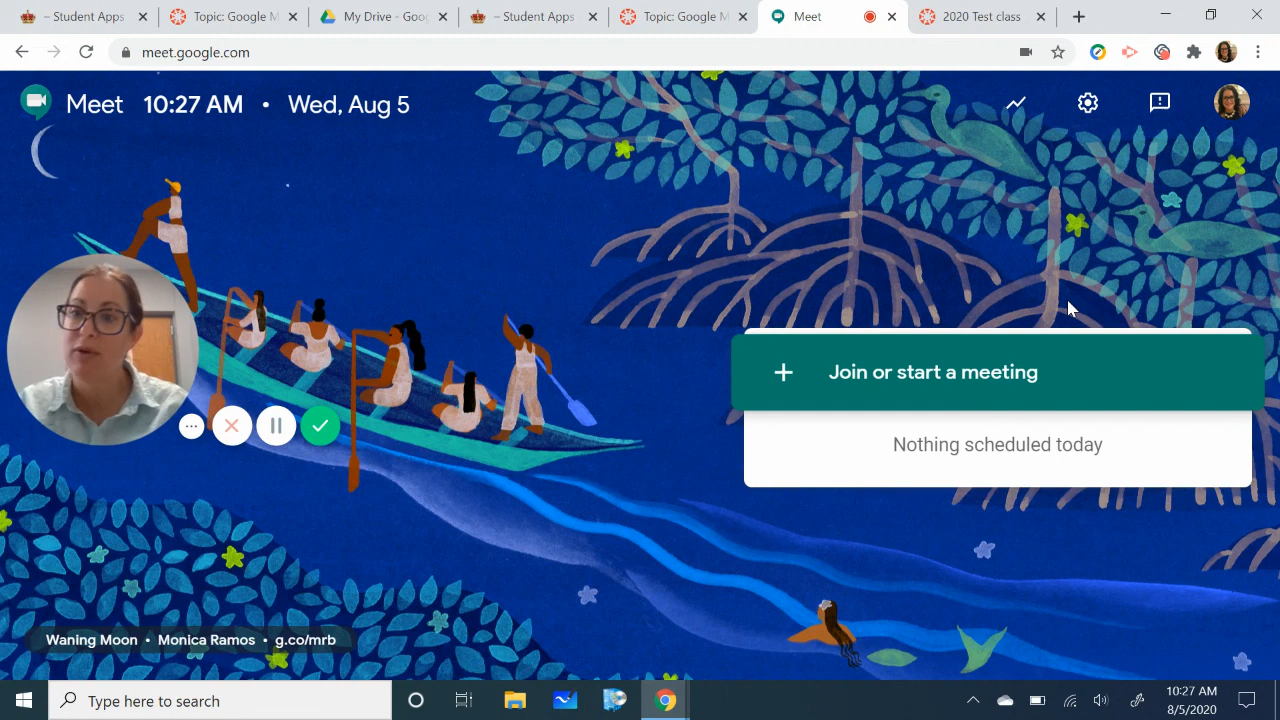 – Student Apps
Topic: Google M
My Drive - Goo
– Student Apps
Topic: Google M
Meet
2020 Test class
meet.google.com
Meet 10:27 AM • Wed, Aug 5
+ Join or start a meeting
Nothing scheduled today
Waning Moon • Monica Ramos • g.co/mrb
Type here to search
10:27 AM
8/5/2020